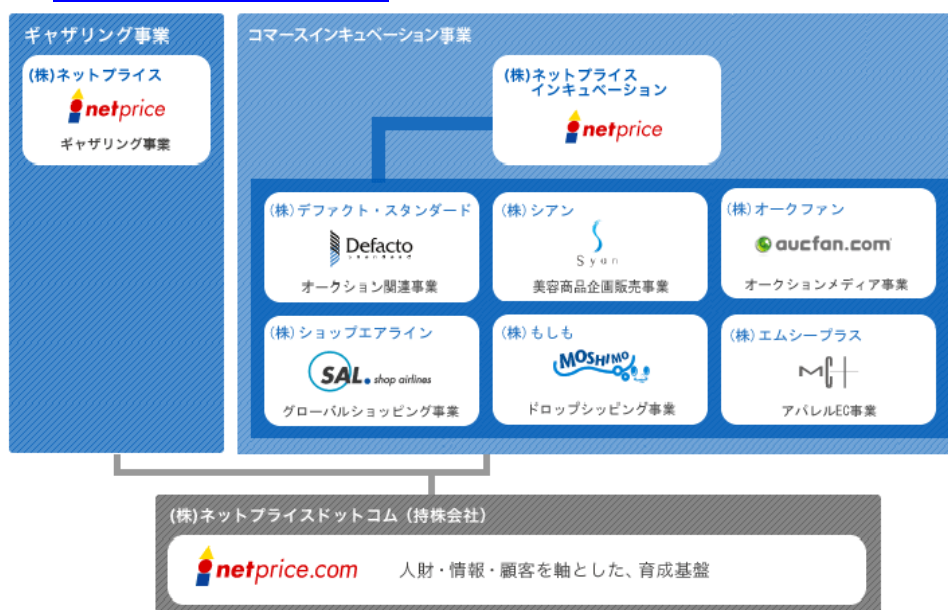 ギャザリング事業
(株)ネットプライス
netprice
ギャザリング事業
コマースインキュベーション事業
(株)ネットプライス
インキュベーション
netprice
(株)デファクト・スタンダード
Defacto
standard
オークション関連事業
(株)シアン
Syan
美容商品企画販売事業
(株)オークファン
aucfan.com
オークションメディア事業
(株)ショップエアライン
SAL. shop airlines
グローバルショッピング事業
(株)もしも
MOSHIMO
ドロップシッピング事業
(株)エムシープラス
MC+
アパレルEC事業
(株)ネットプライスドットコム（持株会社）
netprice.com 人財・情報・顧客を軸とした、育成基盤